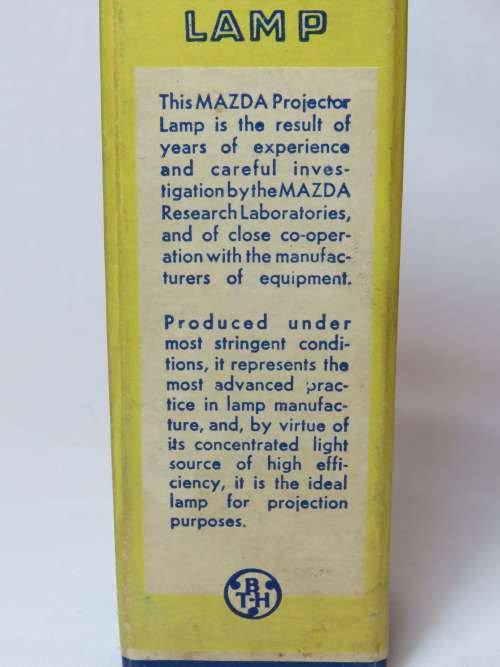 LAMP
This MAZDA Projector
Lamp is the result of
years of experience
and careful inves-
tigation by the MAZDA
Research Laboratories,
and of close co-oper-
ation with the manufac-
turers of equipment.
Produced under
most stringent condi-
tions, it represents the
most advanced prac-
tice in lamp manufac-
ture, and, by virtue of
its concentrated light
source of high effi-
ciency, it is the ideal
lamp for projection
purposes.
B
T·H